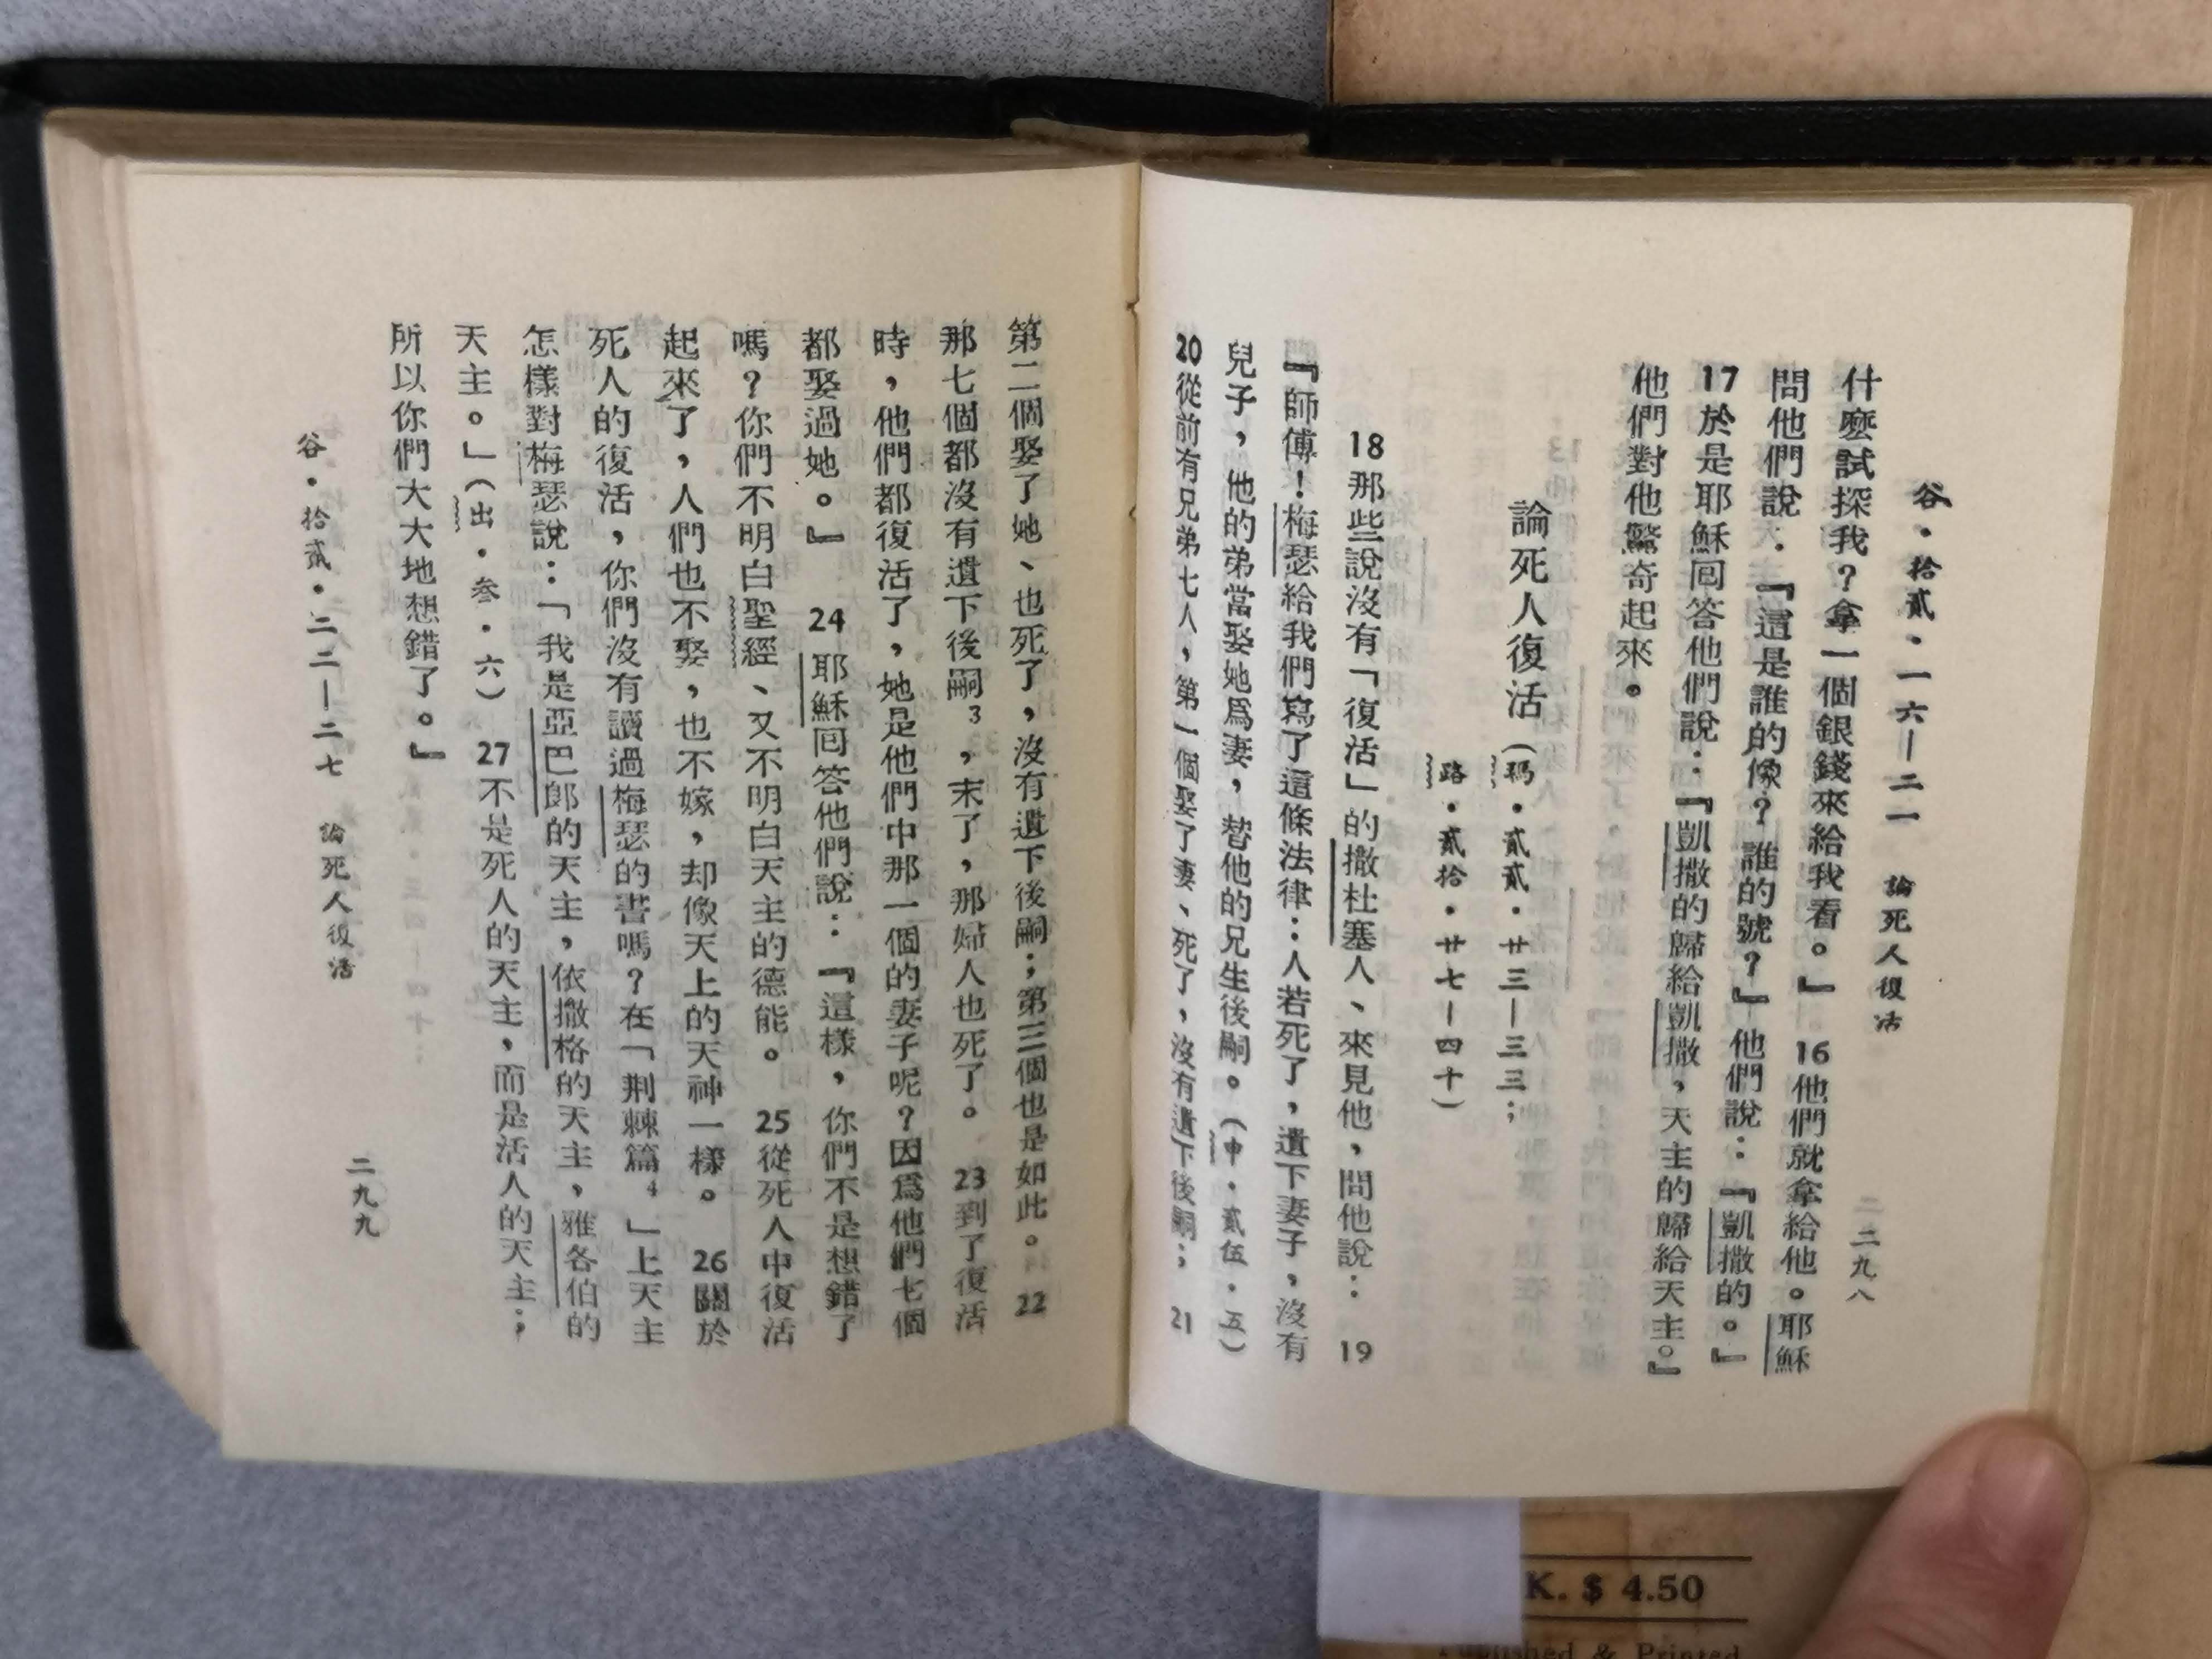 谷・拾貳・一六—二一　論死人復活
二九八
什麼試探我？拿一個銀錢來給我看。』　16他們就拿給他。耶穌
問他們說：『這是誰的像？誰的號？』他們說：『凱撒的。』
17於是耶穌囘答他們說：『凱撒的歸給凱撒，天主的歸給天主。』
他們對他驚奇起來。
論死人復活（瑪・貳貳・廿三—三三；
路・貳拾・廿七—四十）
18那些說沒有「復活」的撒杜塞人、來見他，問他說：　19
『師傅！梅瑟給我們寫了這條法律：人若死了，遺下妻子，沒有
兒子，他的弟當娶她爲妻，替他的兄生後嗣。（申・貳伍・五）
20從前有兄弟七人，第一個娶了妻、死了，沒有遺下後嗣；　21
第二個娶了她、也死了，沒有遺下後嗣；第三個也是如此。　22
那七個都沒有遺下後嗣3，末了，那婦人也死了。　23到了復活
時，他們都復活了，她是他們中那一個的妻子呢？因爲他們七個
都娶過她。』　24耶穌囘答他們說：『這樣，你們不是想錯了
嗎？你們不明白聖經、又不明白天主的德能。　25從死人中復活
起來了，人們也不娶，也不嫁，却像天上的天神一樣。　26關於
死人的復活，你們沒有讀過梅瑟的書嗎？在「荆棘篇4」上天主
怎樣對梅瑟說：「我是亞巴郎的天主，依撒格的天主，雅各伯的
天主。」（出・叁・六）　27不是死人的天主，而是活人的天主；
所以你們大大地想錯了。』
谷・拾貳・二二—二七　論死人復活
二九九
K. $ 4.50
Published & Printed